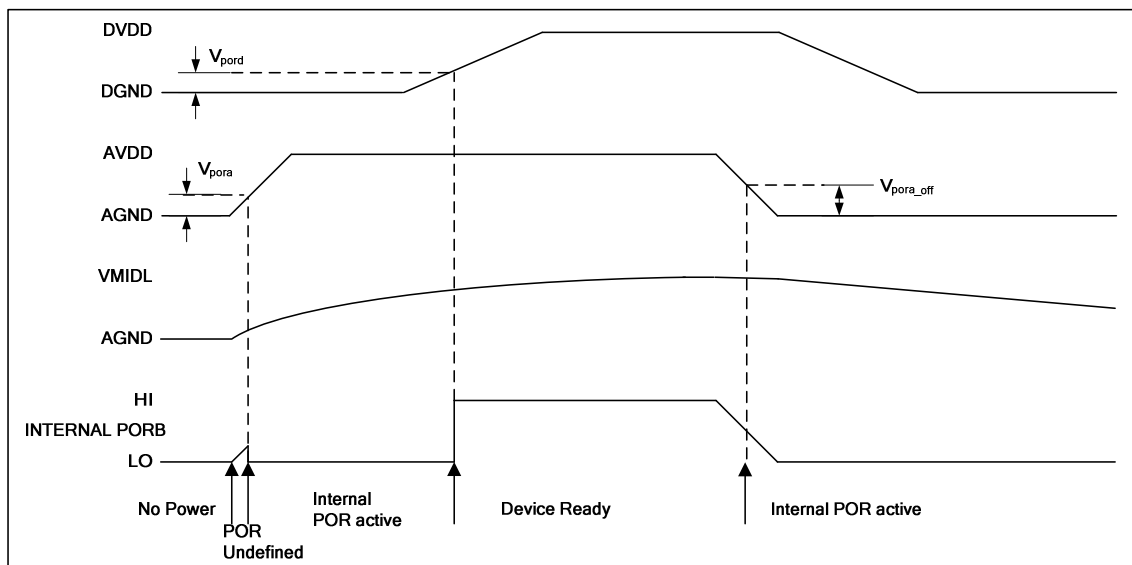 DVDD
Vpord
DGND
AVDD
Vpora
Vpora_off
AGND
VMIDL
AGND
HI
INTERNAL PORB
LO
No Power
POR
Undefined
Internal
POR active
Device Ready
Internal POR active